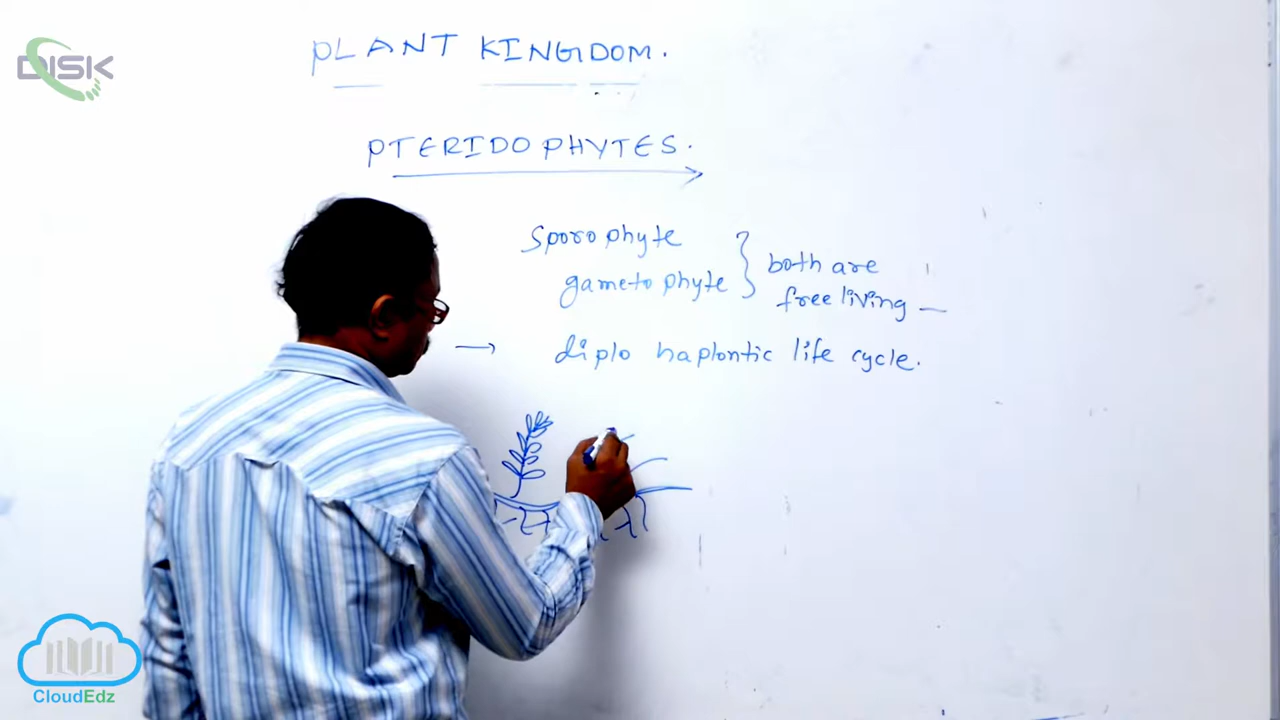 DISK
PLANT KINGDOM.
PTERIDOPHYTES.
Sporophyte
gametophyte } both are
free living —
→ diplo haplontic life cycle.
CloudEdz